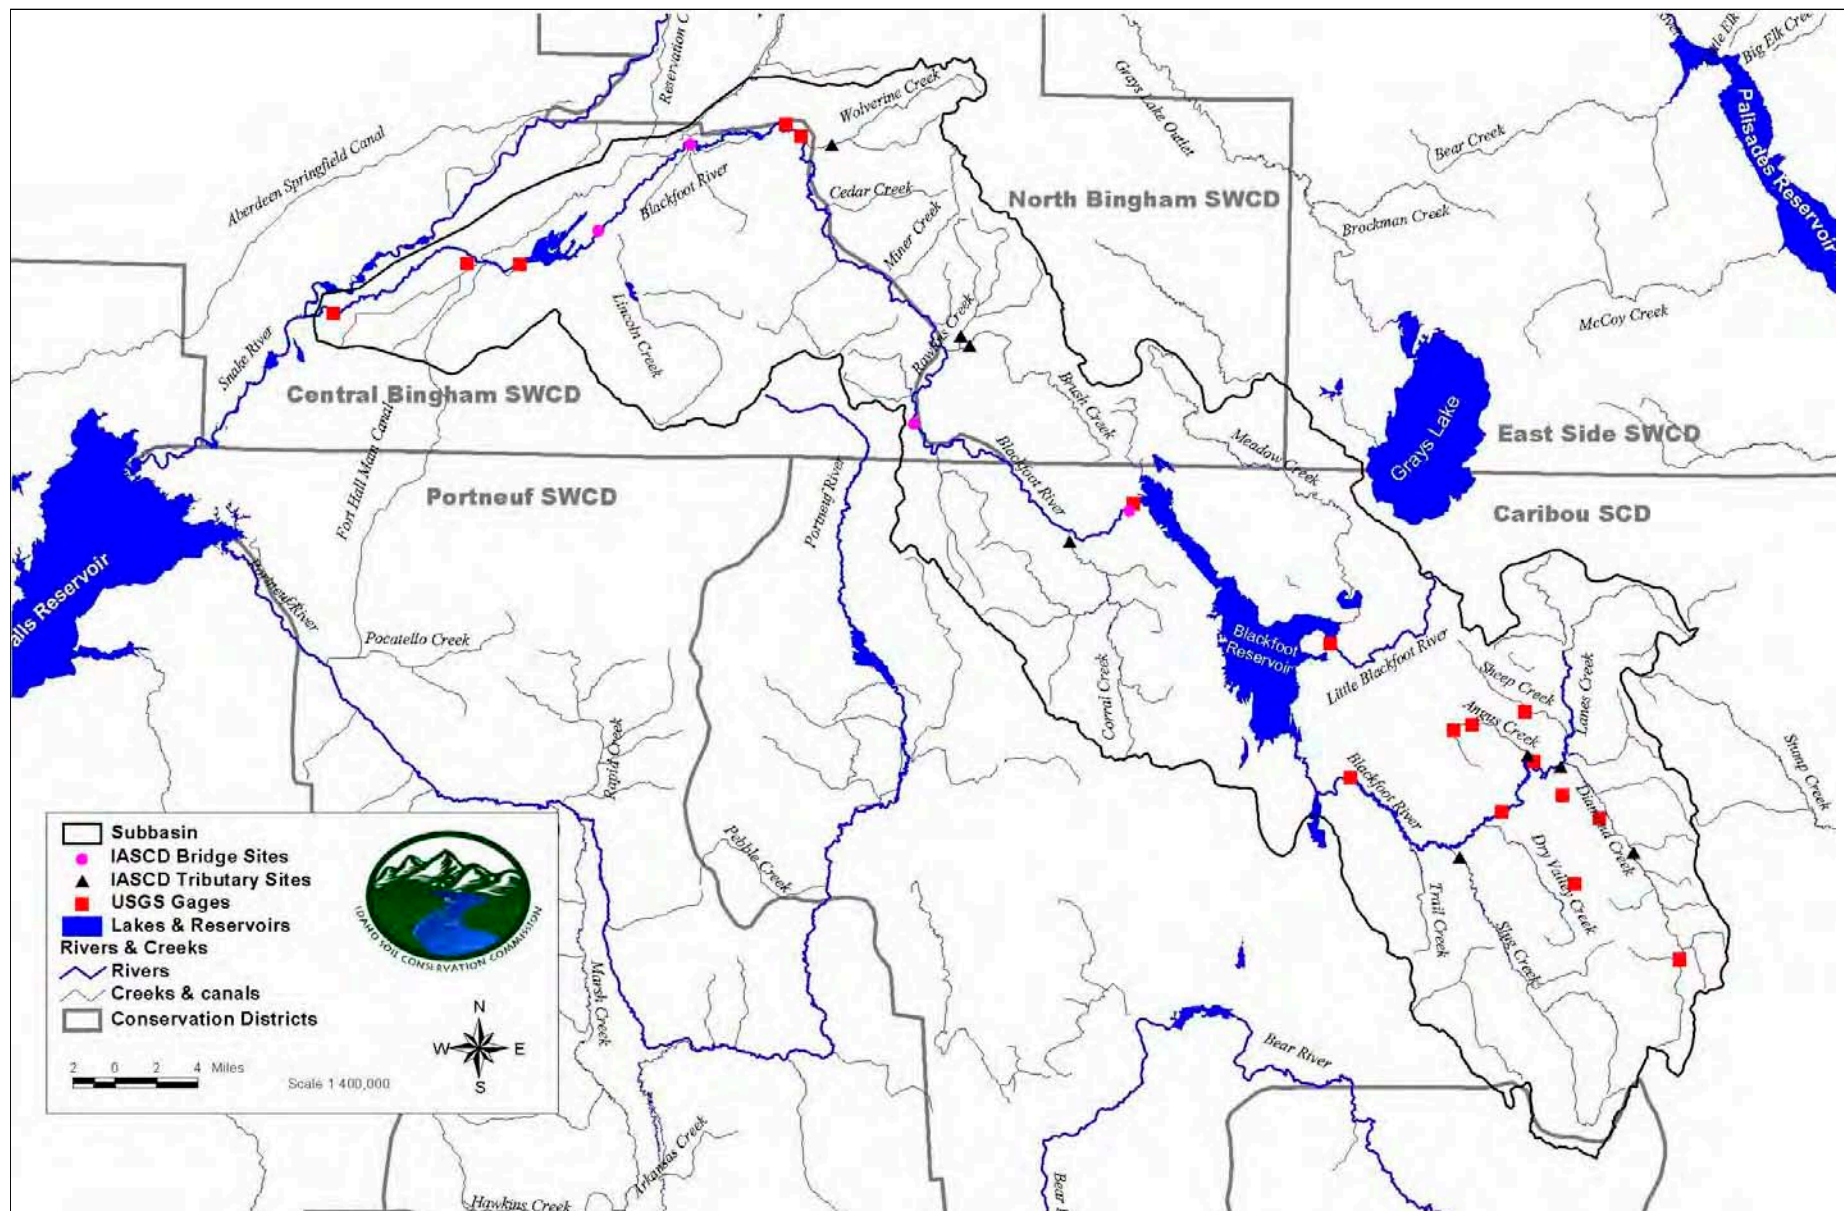 Reservation C
Wolverine Creek
Aberdeen Springfield Canal
Blackfoot River
Cedar Creek
Miner Creek
Grays Lake Outlet
Big Elk Cree
Bear Creek
Palisades Reservoir
North Bingham SWCD
Brockman Creek
McCoy Creek
Snake River
Lincoln Creek
Rawlins Creek
Brush Creek
Central Bingham SWCD
Fort Hall Main Canal
Meadow Creek
Grays Lake
East Side SWCD
Portneuf SWCD
Portneuf River
Blackfoot River
Caribou SCD
alls Reservoir
Portneuf River
Pocatello Creek
Rapid Creek
Corral Creek
Blackfoot
Reservoir
Little Blackfoot River
Sheep Creek
Lanes Creek
Angus Creek
Stump Creek
Blackfoot River
Diamond Creek
Dry Valley Creek
Trail Creek
Slug Creek
Pebble Creek
Subbasin
IASCD Bridge Sites
IASCD Tributary Sites
USGS Gages
Lakes & Reservoirs
Rivers & Creeks
Rivers
Creeks & canals
Conservation Districts
IDAHO SOIL CONSERVATION COMMISSION
N
W E
S
2 0 2 4 Miles
Scale 1 400,000
Marsh Creek
Bear River
Arkansas Creek
Hawkins Creek
Bear